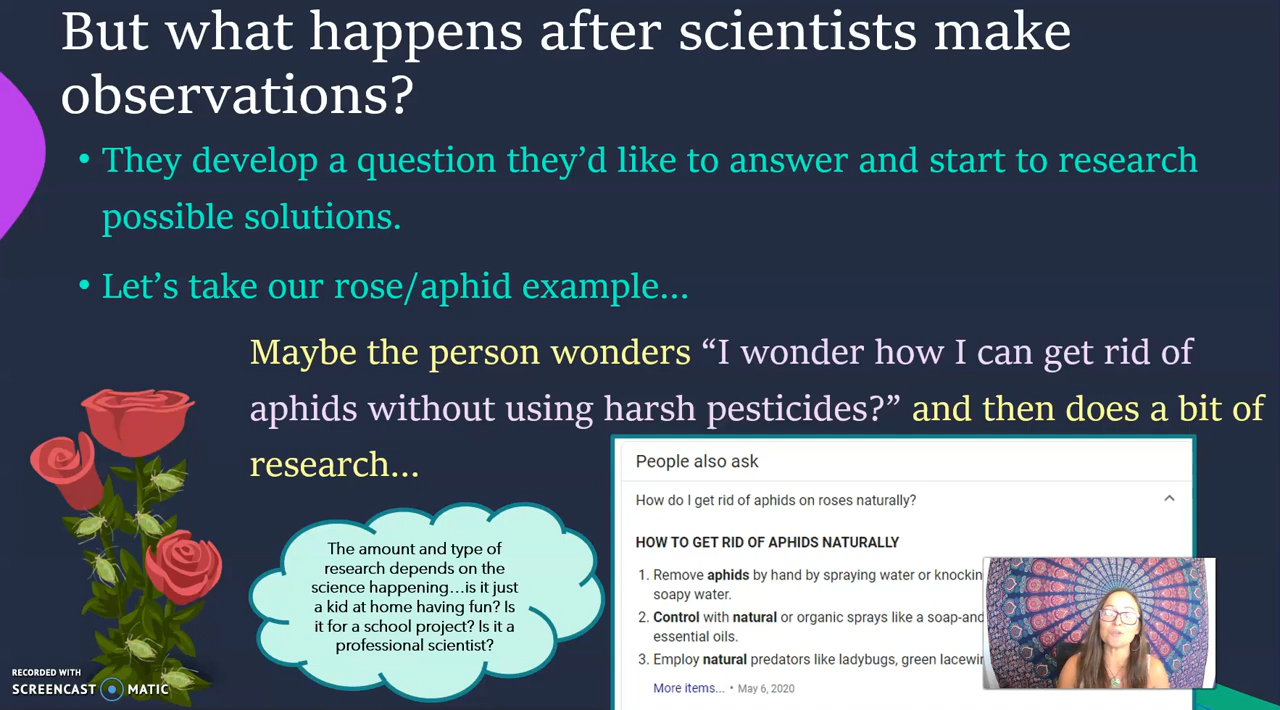 But what happens after scientists make
observations?
• They develop a question they’d like to answer and start to research
possible solutions.
• Let’s take our rose/aphid example...
Maybe the person wonders “I wonder how I can get rid of
aphids without using harsh pesticides?” and then does a bit of
research...
The amount and type of
research depends on the
science happening...is it just
a kid at home having fun? Is
it for a school project? Is it a
professional scientist?
People also ask
How do I get rid of aphids on roses naturally?
HOW TO GET RID OF APHIDS NATURALLY
1. Remove aphids by hand by spraying water or knockin
soapy water.
2. Control with natural or organic sprays like a soap-and
essential oils.
3. Employ natural predators like ladybugs, green lacewi
More items... • May 6, 2020
RECORDED WITH
SCREENCAST MATIC